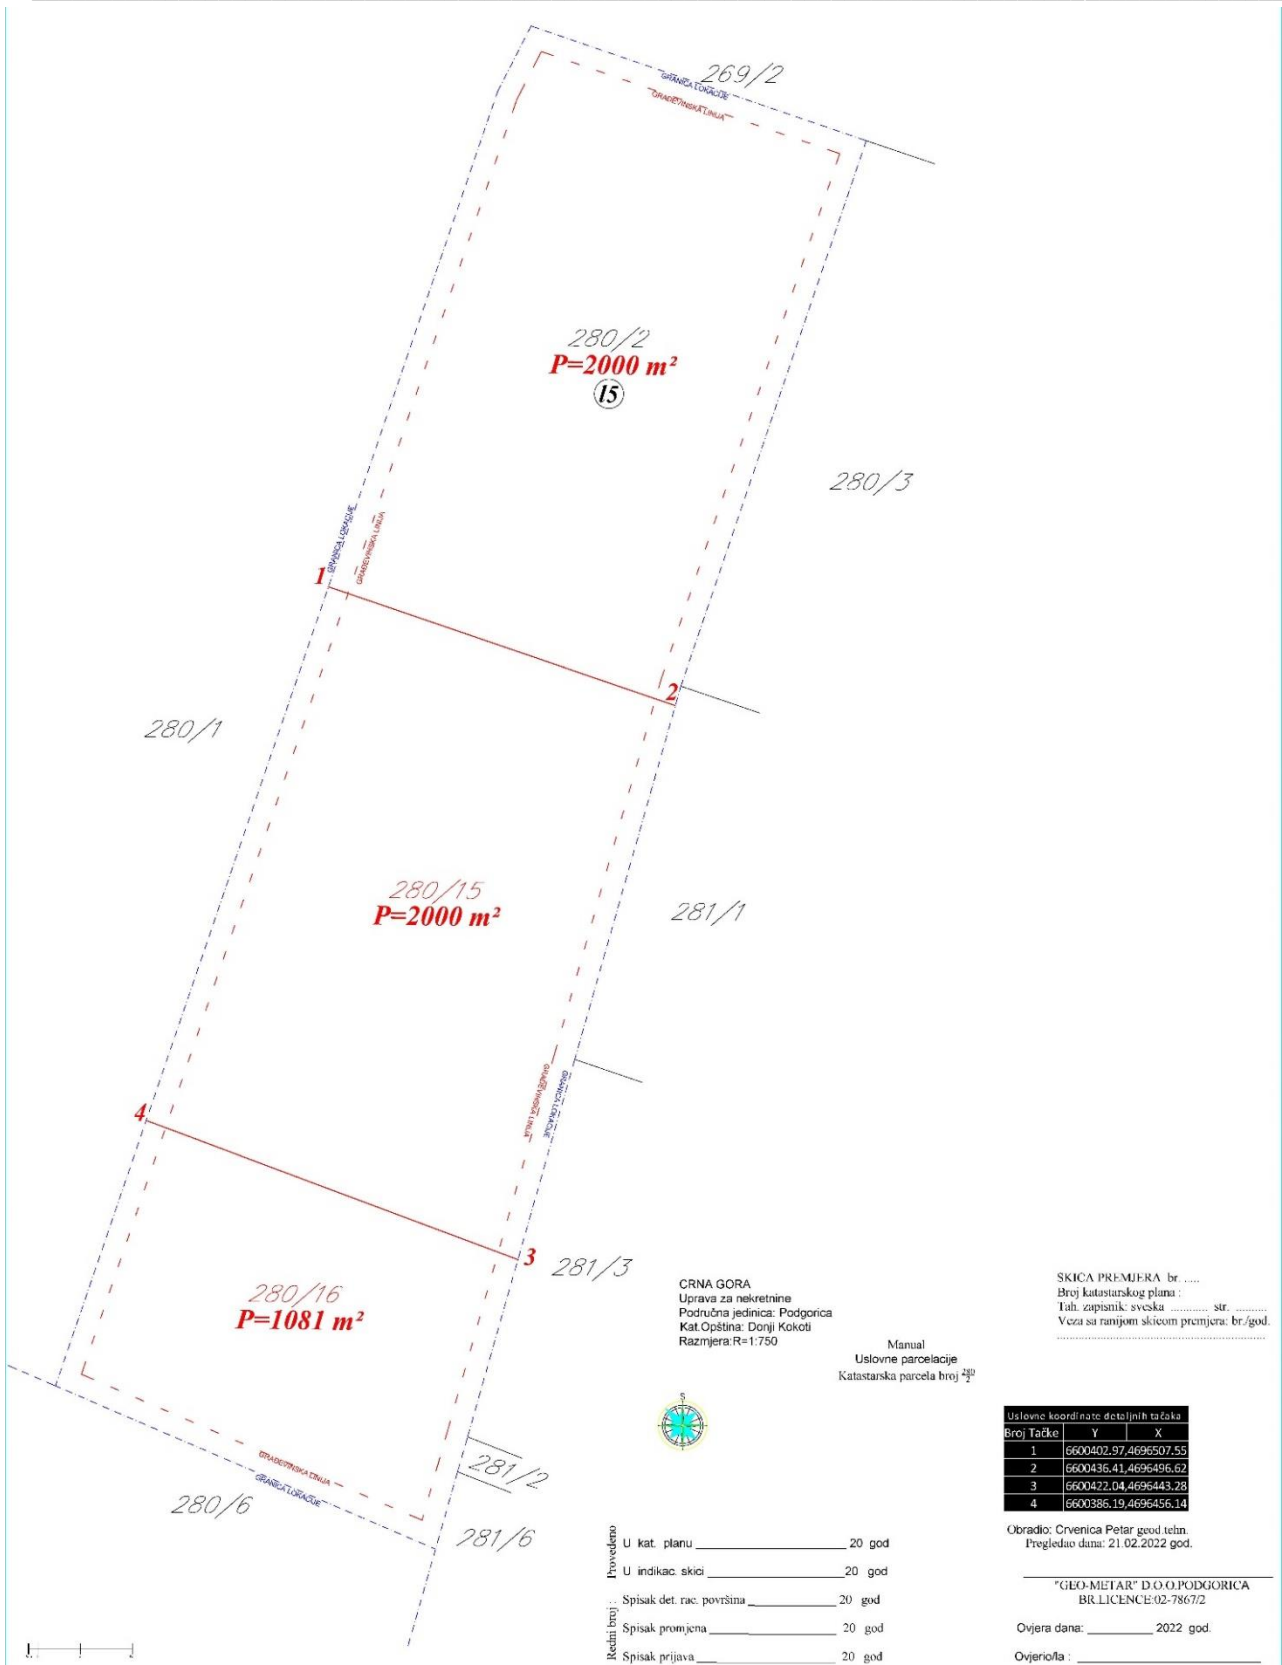 269/2
GRANICA LOKACIJE
GRAĐEVINSKA LINIJA
280/2
P=2000 m²
15
280/3
GRANICA LOKACIJE
GRAĐEVINSKA LINIJA
1
2
280/1
280/15
P=2000 m²
281/1
GRAĐEVINSKA LINIJA
GRANICA LOKACIJE
4
3
281/3
280/16
P=1081 m²
GRAĐEVINSKA LINIJA
GRANICA LOKACIJE
280/6
281/2
281/6
CRNA GORA
Uprava za nekretnine
Područna jedinica: Podgorica
Kat.Opština: Donji Kokoti
Razmjera:R=1:750
Manual
Uslovne parcelacije
Katastarska parcela broj 280/2
SKICA PREMJERA br. .....
Broj katastarskog plana :
Tah. zapisnik: sveska ............ str. ..........
Veza sa ranijom skicom premjera: br./god.
S
Uslovne koordinate detaljnih tačaka
Broj Tačke Y X
1 6600402.97,4696507.55
2 6600436.41,4696496.62
3 6600422.04,4696443.28
4 6600386.19,4696456.14
Obradio: Crvenica Petar geod.tehn.
Pregledao dana: 21.02.2022 god.
"GEO-METAR" D.O.O.PODGORICA
BR.LICENCE:02-7867/2
Ovjera dana: __________ 2022 god.
Ovjerio/la :
Provedeno
U kat. planu 20 god
U indikac. skici 20 god
Redni broj :
Spisak det. rac. površina 20 god
Spisak promjena 20 god
Spisak prijava 20 god